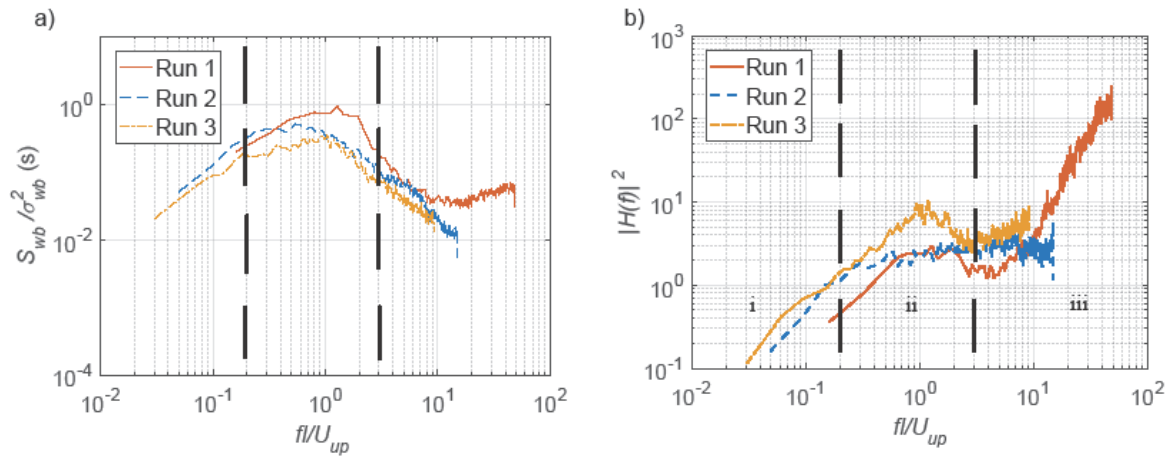 a)
Run 1
Run 2
Run 3
10^0
10^-2
10^-4
S_wb /σ^2_wb (s)
10^-2
10^-1
10^0
10^1
10^2
fl/U_up
b)
Run 1
Run 2
Run 3
10^3
10^2
10^1
10^0
10^-1
|H(f)|^2
i
ii
iii
10^-2
10^-1
10^0
10^1
10^2
fl/U_up